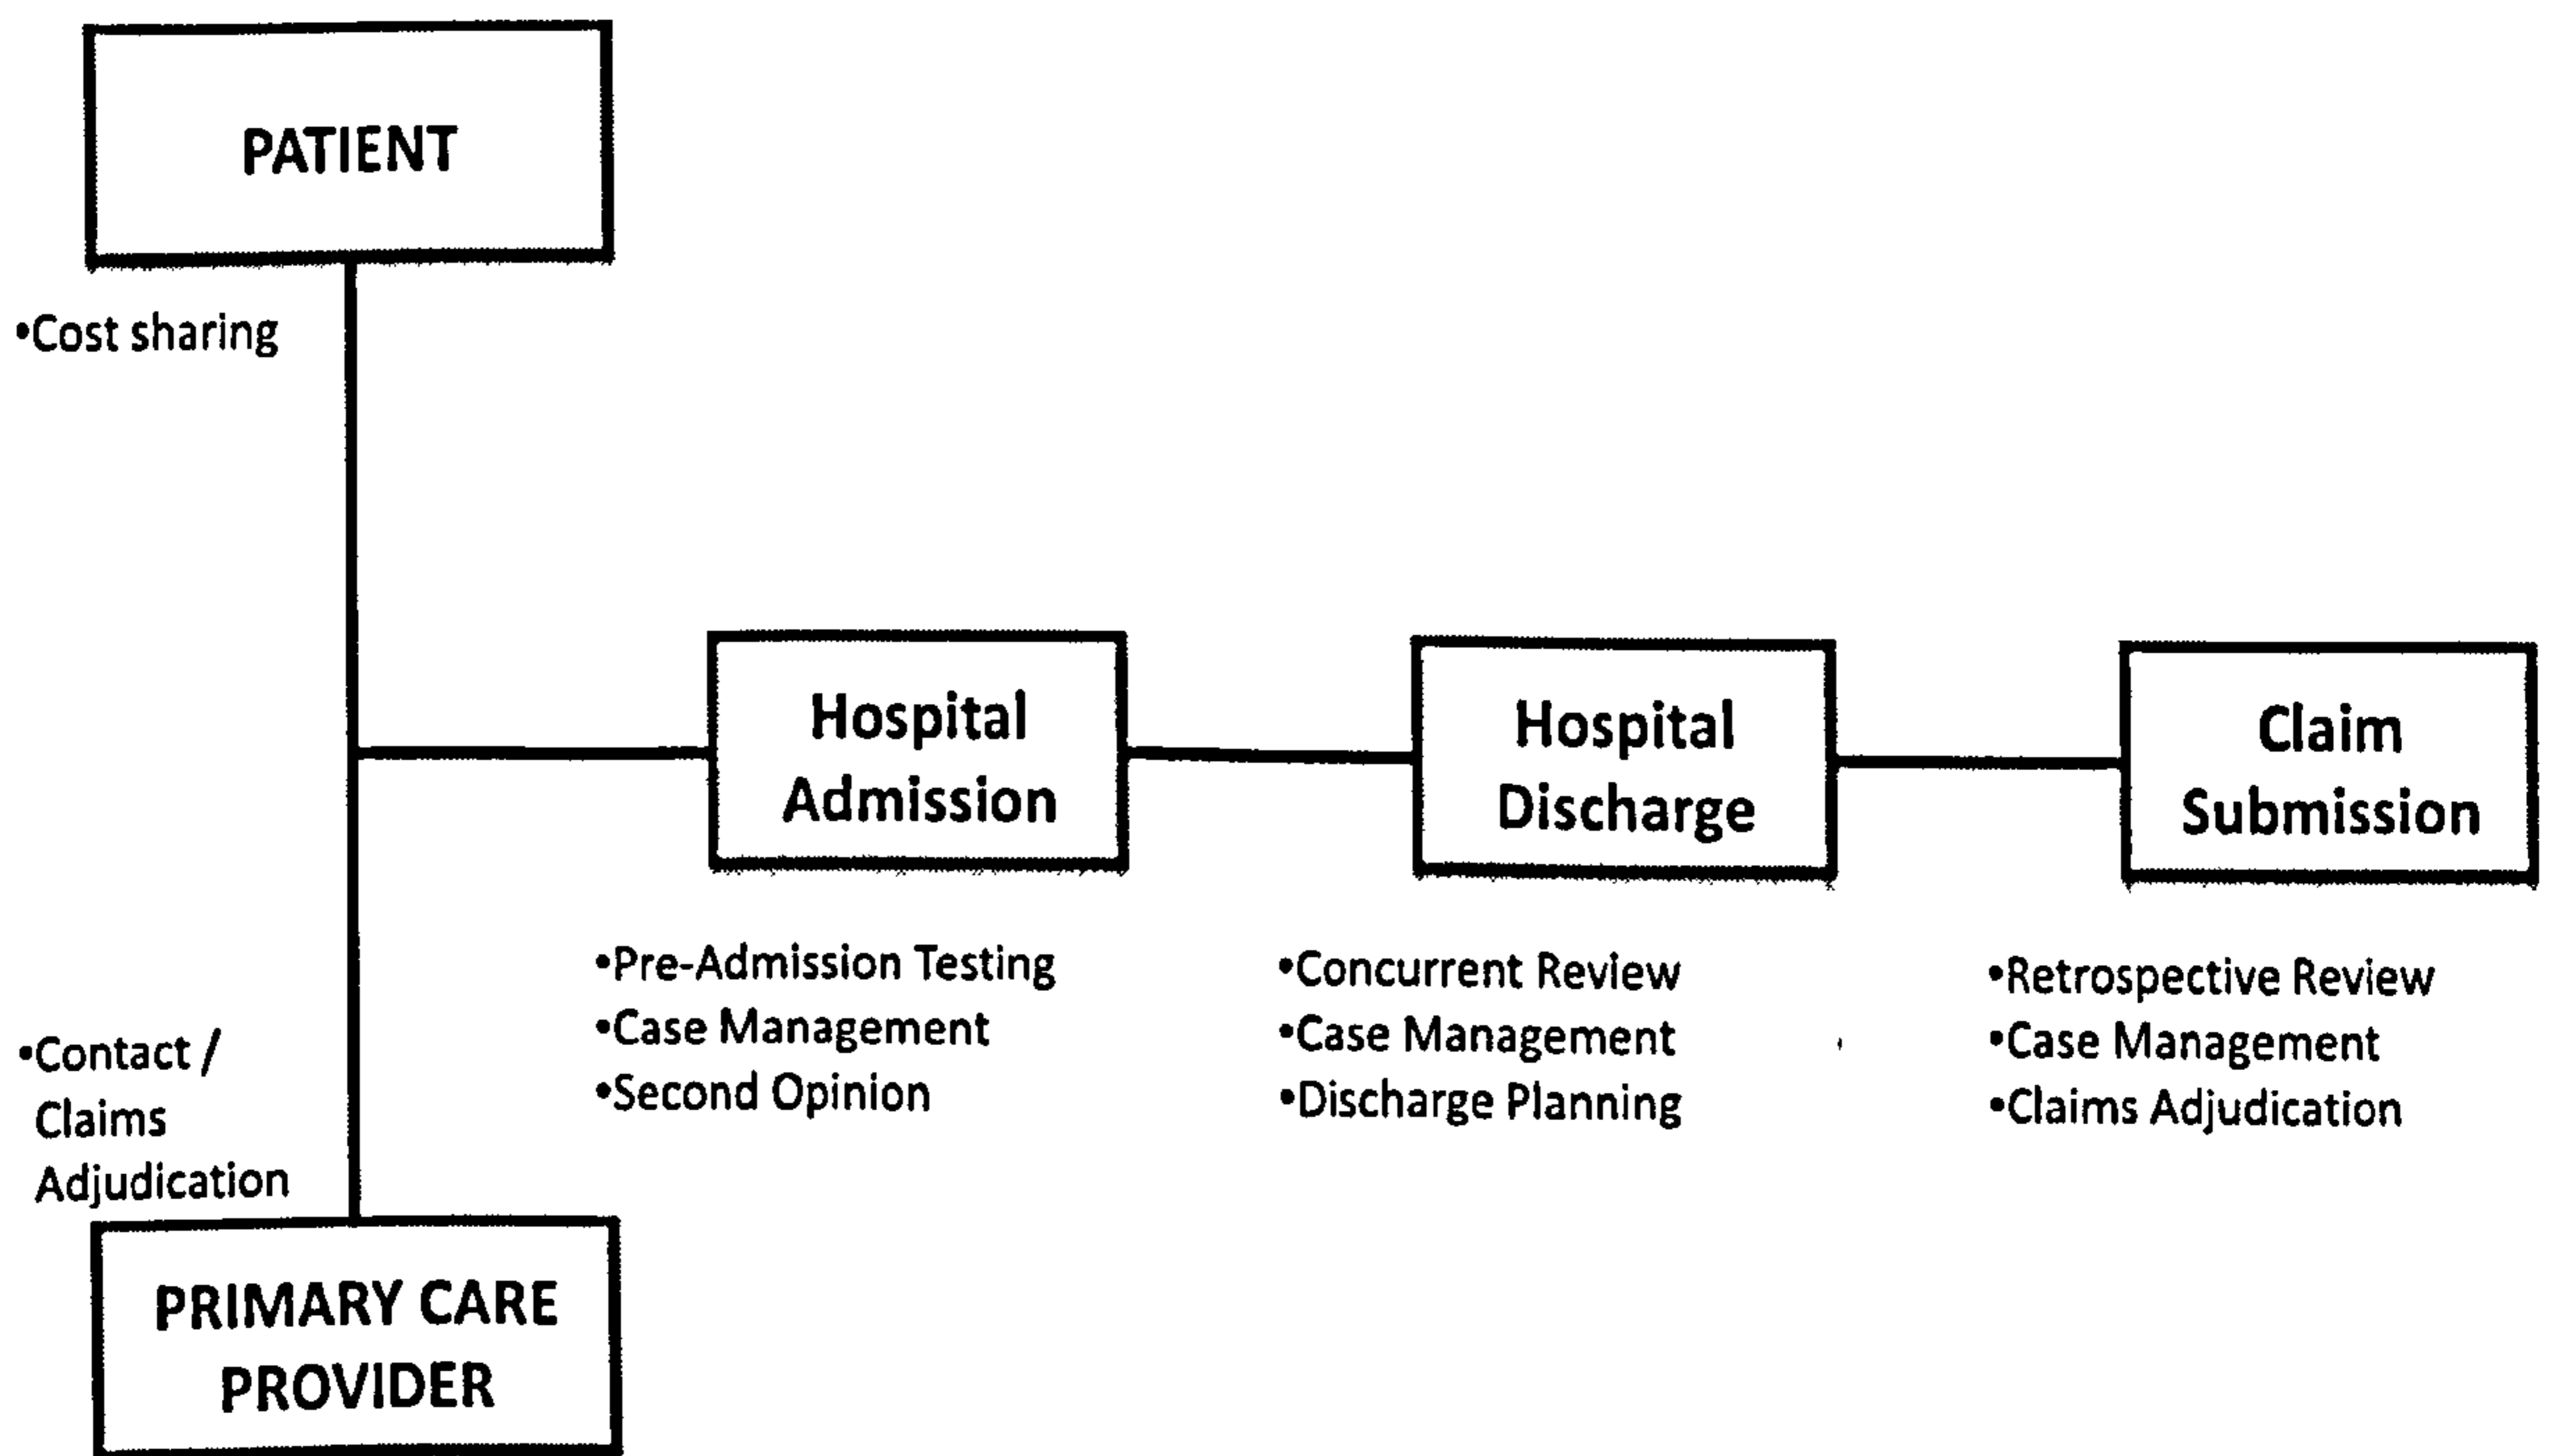 PATIENT
•Cost sharing
Hospital
Admission
Hospital
Discharge
Claim
Submission
•Pre-Admission Testing
•Case Management
•Second Opinion
•Concurrent Review
•Case Management
•Discharge Planning
•Retrospective Review
•Case Management
•Claims Adjudication
•Contact /
Claims
Adjudication
PRIMARY CARE
PROVIDER